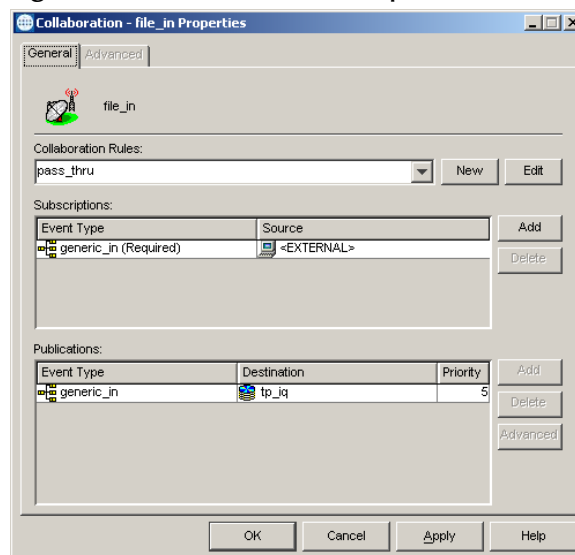 Collaboration - file_in Properties
General Advanced
file_in
Collaboration Rules:
pass_thru New Edit
Subscriptions:
Event Type Source Add
generic_in (Required) <EXTERNAL> Delete
Publications:
Event Type Destination Priority Add
generic_in tp_iq 5 Delete
Advanced
OK Cancel Apply Help